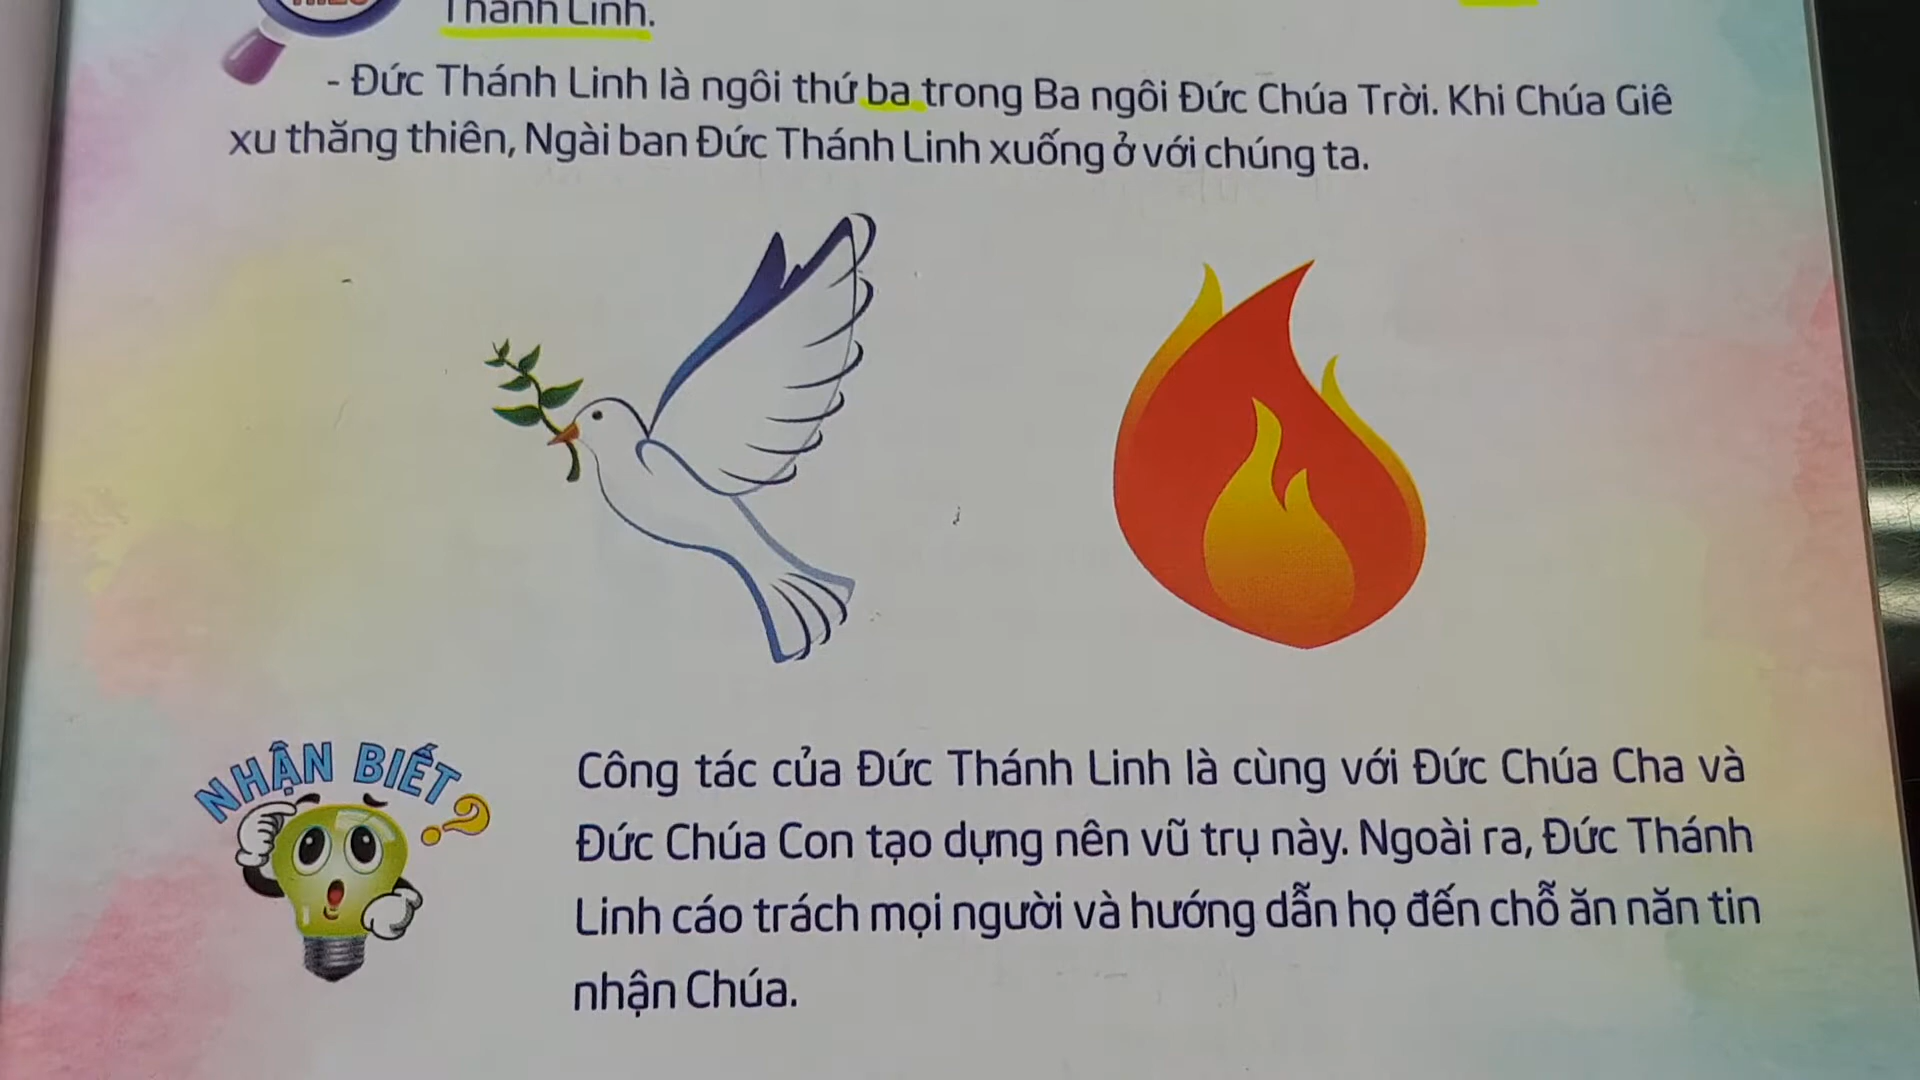 Thánh Linh.
- Đức Thánh Linh là ngôi thứ ba trong Ba ngôi Đức Chúa Trời. Khi Chúa Giê
xu thăng thiên, Ngài ban Đức Thánh Linh xuống ở với chúng ta.
NHẬN BIẾT?
Công tác của Đức Thánh Linh là cùng với Đức Chúa Cha và
Đức Chúa Con tạo dựng nên vũ trụ này. Ngoài ra, Đức Thánh
Linh cáo trách mọi người và hướng dẫn họ đến chỗ ăn năn tin
nhận Chúa.